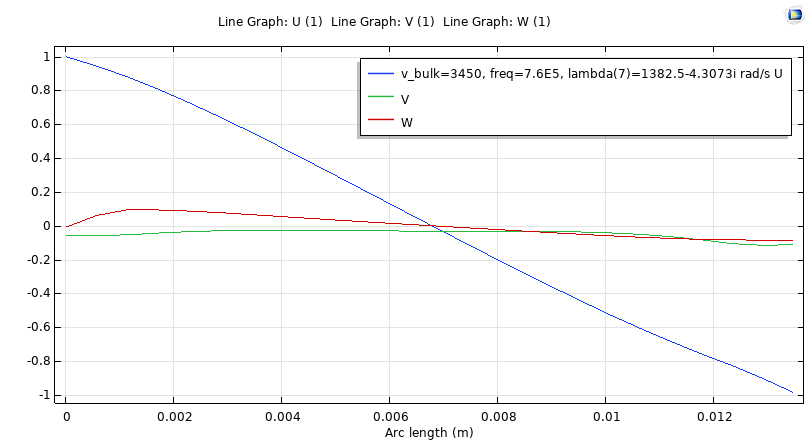 Line Graph: U (1)  Line Graph: V (1)  Line Graph: W (1)
v_bulk=3450, freq=7.6E5, lambda(7)=1382.5-4.3073i rad/s U
V
W
1
0.8
0.6
0.4
0.2
0
-0.2
-0.4
-0.6
-0.8
-1
0 0.002 0.004 0.006 0.008 0.01 0.012
Arc length (m)